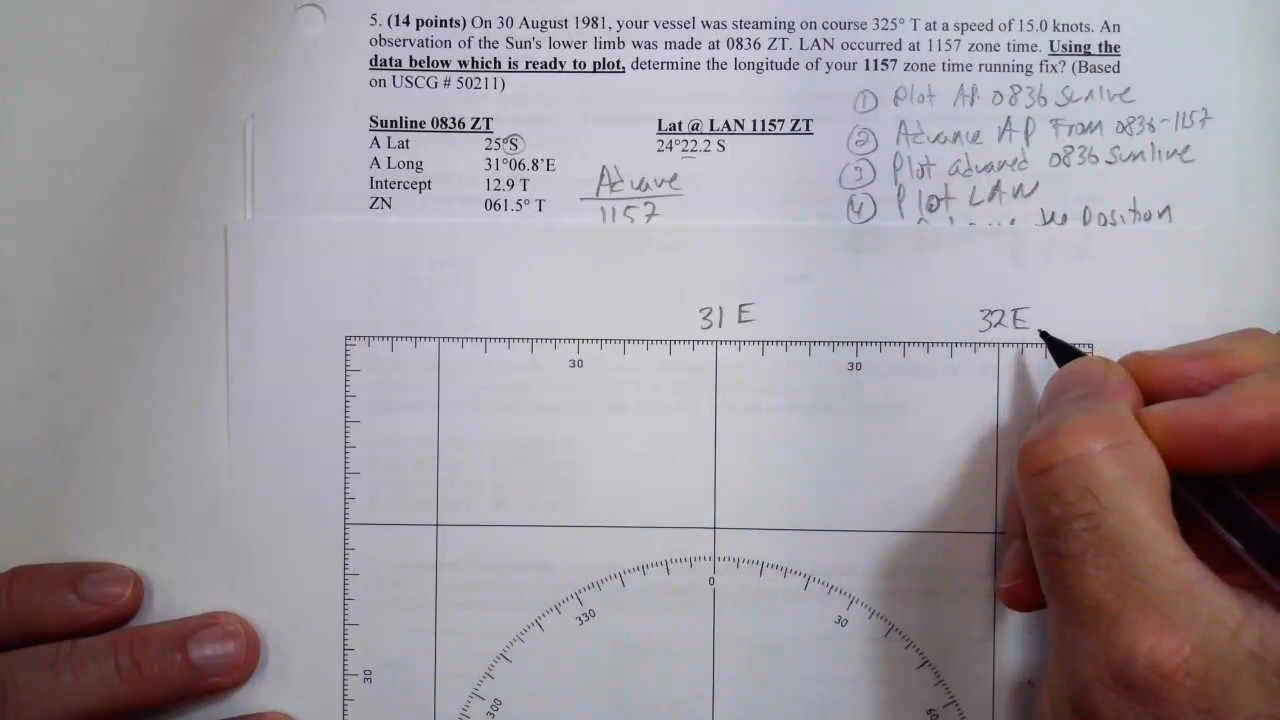 5. (14 points) On 30 August 1981, your vessel was steaming on course 325° T at a speed of 15.0 knots. An
observation of the Sun's lower limb was made at 0836 ZT. LAN occurred at 1157 zone time. Using the
data below which is ready to plot, determine the longitude of your 1157 zone time running fix? (Based
on USCG # 50211)
Sunline 0836 ZT
A Lat 25°S
A Long 31°06.8'E
Intercept 12.9 T
ZN 061.5° T
Advance
1157
Lat @ LAN 1157 ZT
24°22.2 S
① Plot AP. 0836 Sunline
② Advance AP From 0836-1157
③ Plot advanced 0836 Sunline
④ Plot LAN
Position
31 E
32E
30
30
0
330
30
30
300
60